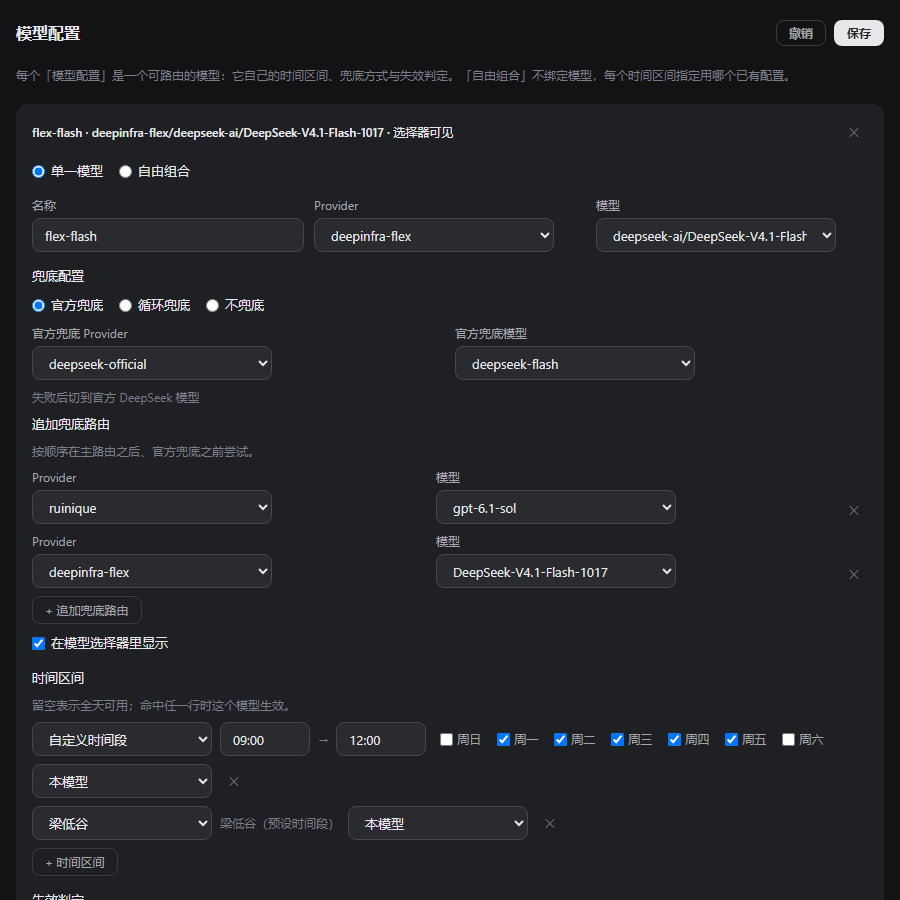 模型配置
撤销 保存
每个「模型配置」是一个可路由的模型：它自己的时间区间、兜底方式与失效判定。「自由组合」不绑定模型，每个时间区间指定用哪个已有配置。
flex-flash · deepinfra-flex/deepseek-ai/DeepSeek-V4.1-Flash-1017 · 选择器可见 ×
单一模型 自由组合
名称 Provider 模型
flex-flash deepinfra-flex deepseek-ai/DeepSeek-V4.1-Flash
兜底配置
官方兜底 循环兜底 不兜底
官方兜底 Provider 官方兜底模型
deepseek-official deepseek-flash
失败后切到官方 DeepSeek 模型
追加兜底路由
按顺序在主路由之后、官方兜底之前尝试。
Provider 模型
ruinique gpt-6.1-sol ×
Provider 模型
deepinfra-flex DeepSeek-V4.1-Flash-1017 ×
+ 追加兜底路由
在模型选择器里显示
时间区间
留空表示全天可用；命中任一行时这个模型生效。
自定义时间段 09:00 → 12:00 周日 周一 周二 周三 周四 周五 周六
本模型 ×
梁低谷 梁低谷（预设时间段） 本模型 ×
+ 时间区间
失效判定